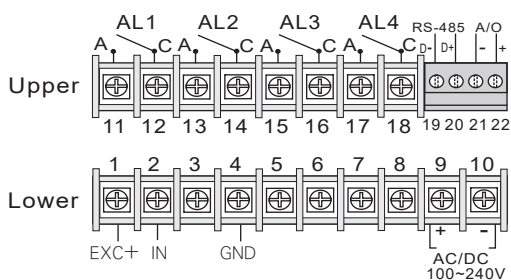 AL1 AL2 AL3 AL4 RS-485 A/O
A C A C A C A C D- D+ - +
Upper
11 12 13 14 15 16 17 18 19 20 21 22
1 2 3 4 5 6 7 8 9 10
Lower
+ -
EXC+ IN GND
AC/DC
100~240V